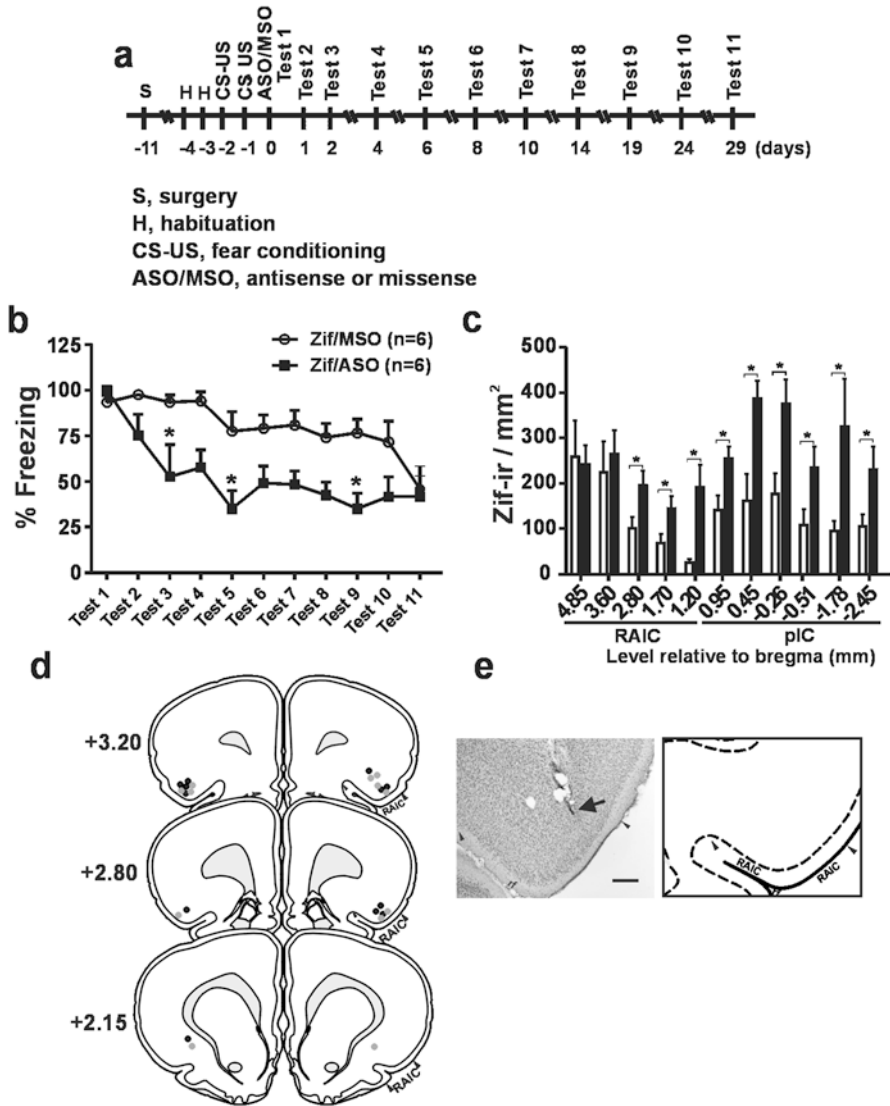 a
S
H
H
CS-US
CS US
ASO/MSO
Test 1
Test 2
Test 3
Test 4
Test 5
Test 6
Test 7
Test 8
Test 9
Test 10
Test 11
-11 -4 -3 -2 -1 0 1 2 4 6 8 10 14 19 24 29 (days)
S, surgery
H, habituation
CS-US, fear conditioning
ASO/MSO, antisense or missense
b
Zif/MSO (n=6)
Zif/ASO (n=6)
% Freezing
125
100
75
50
25
0
* * *
Test 1
Test 2
Test 3
Test 4
Test 5
Test 6
Test 7
Test 8
Test 9
Test 10
Test 11
c
Zif-ir / mm²
500
400
300
200
100
0
* * * * * * * * *
4.85 3.60 2.80 1.70 1.20 0.95 0.45 -0.26 -0.51 -1.78 -2.45
RAIC pIC
Level relative to bregma (mm)
d
+3.20
RAIC
+2.80
RAIC
+2.15
RAIC
e
RAIC
RAIC